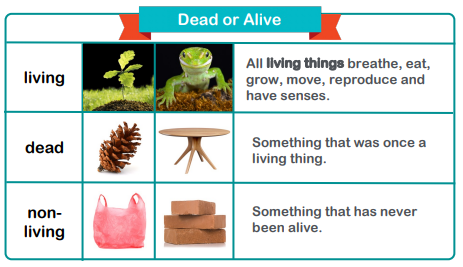 Dead or Alive
living
All living things breathe, eat,
grow, move, reproduce and
have senses.
dead
Something that was once a
living thing.
non-
living
Something that has never
been alive.